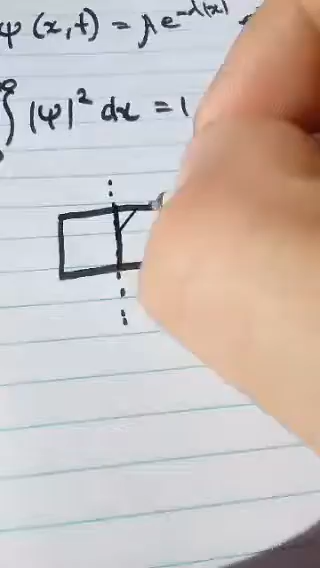 ψ(x,t) = A e^-λ|x|
∫ |ψ|² dx = 1